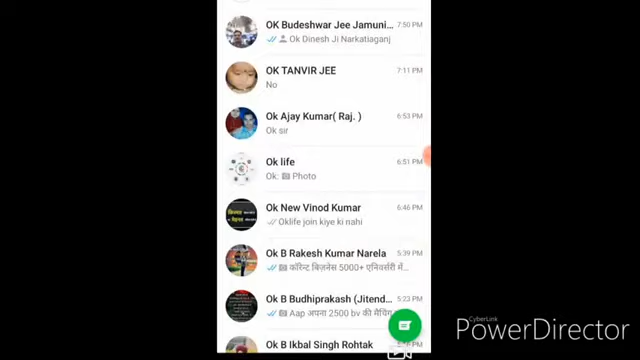 OK Budeshwar Jee Jamuni... 7:50 PM
Ok Dinesh Ji Narkatiaganj
OK TANVIR JEE 7:11 PM
No
Ok Ajay Kumar( Raj. ) 6:53 PM
Ok sir
Ok life 6:51 PM
Ok: Photo
Ok New Vinod Kumar 6:46 PM
Oklife join kiye ki nahi
Ok B Rakesh Kumar Narela 5:39 PM
कॉरेन्ट बिज़नेस 5000+ एनिवर्सरी में...
Ok B Budhiprakash (Jitend... 5:23 PM
Aap अपना 2500 bv की मैचिंग
Ok B Ikbal Singh Rohtak
CyberLink
PowerDirector